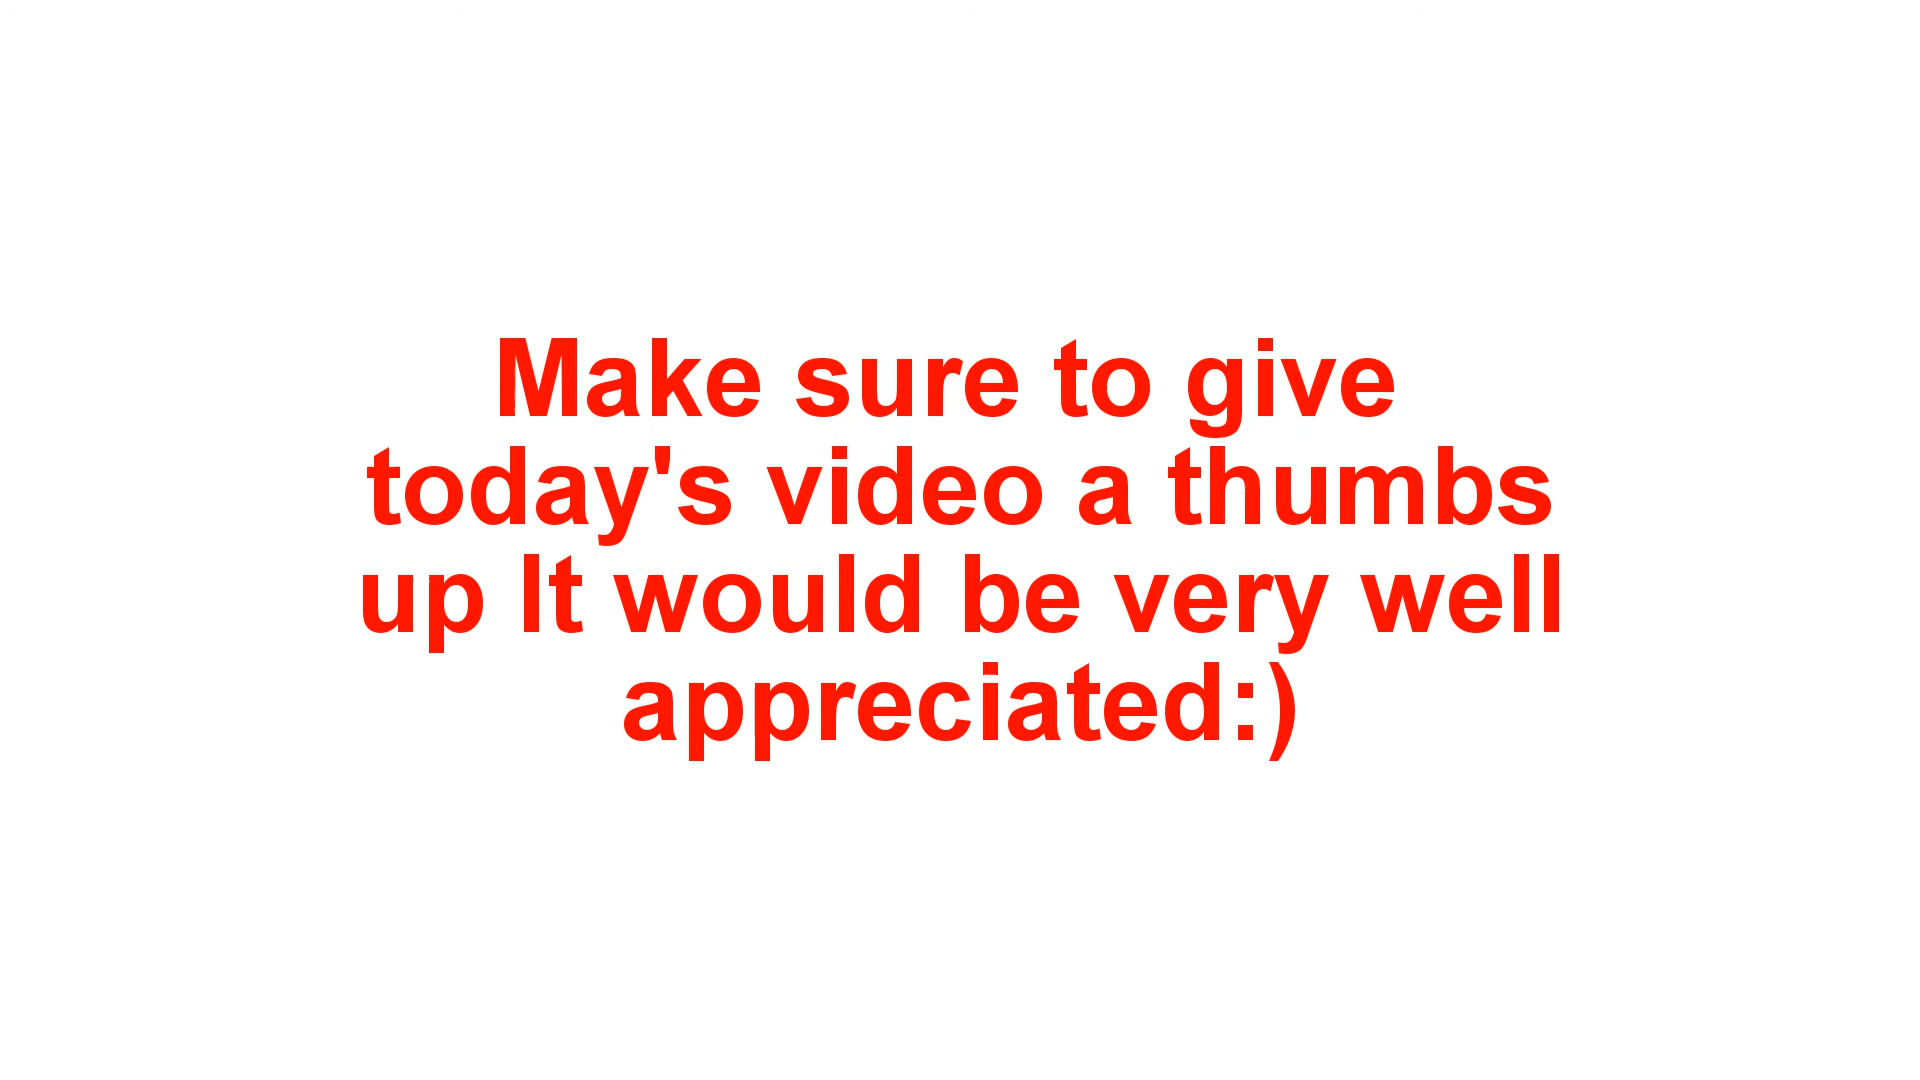 Make sure to give
today's video a thumbs
up It would be very well
appreciated:)